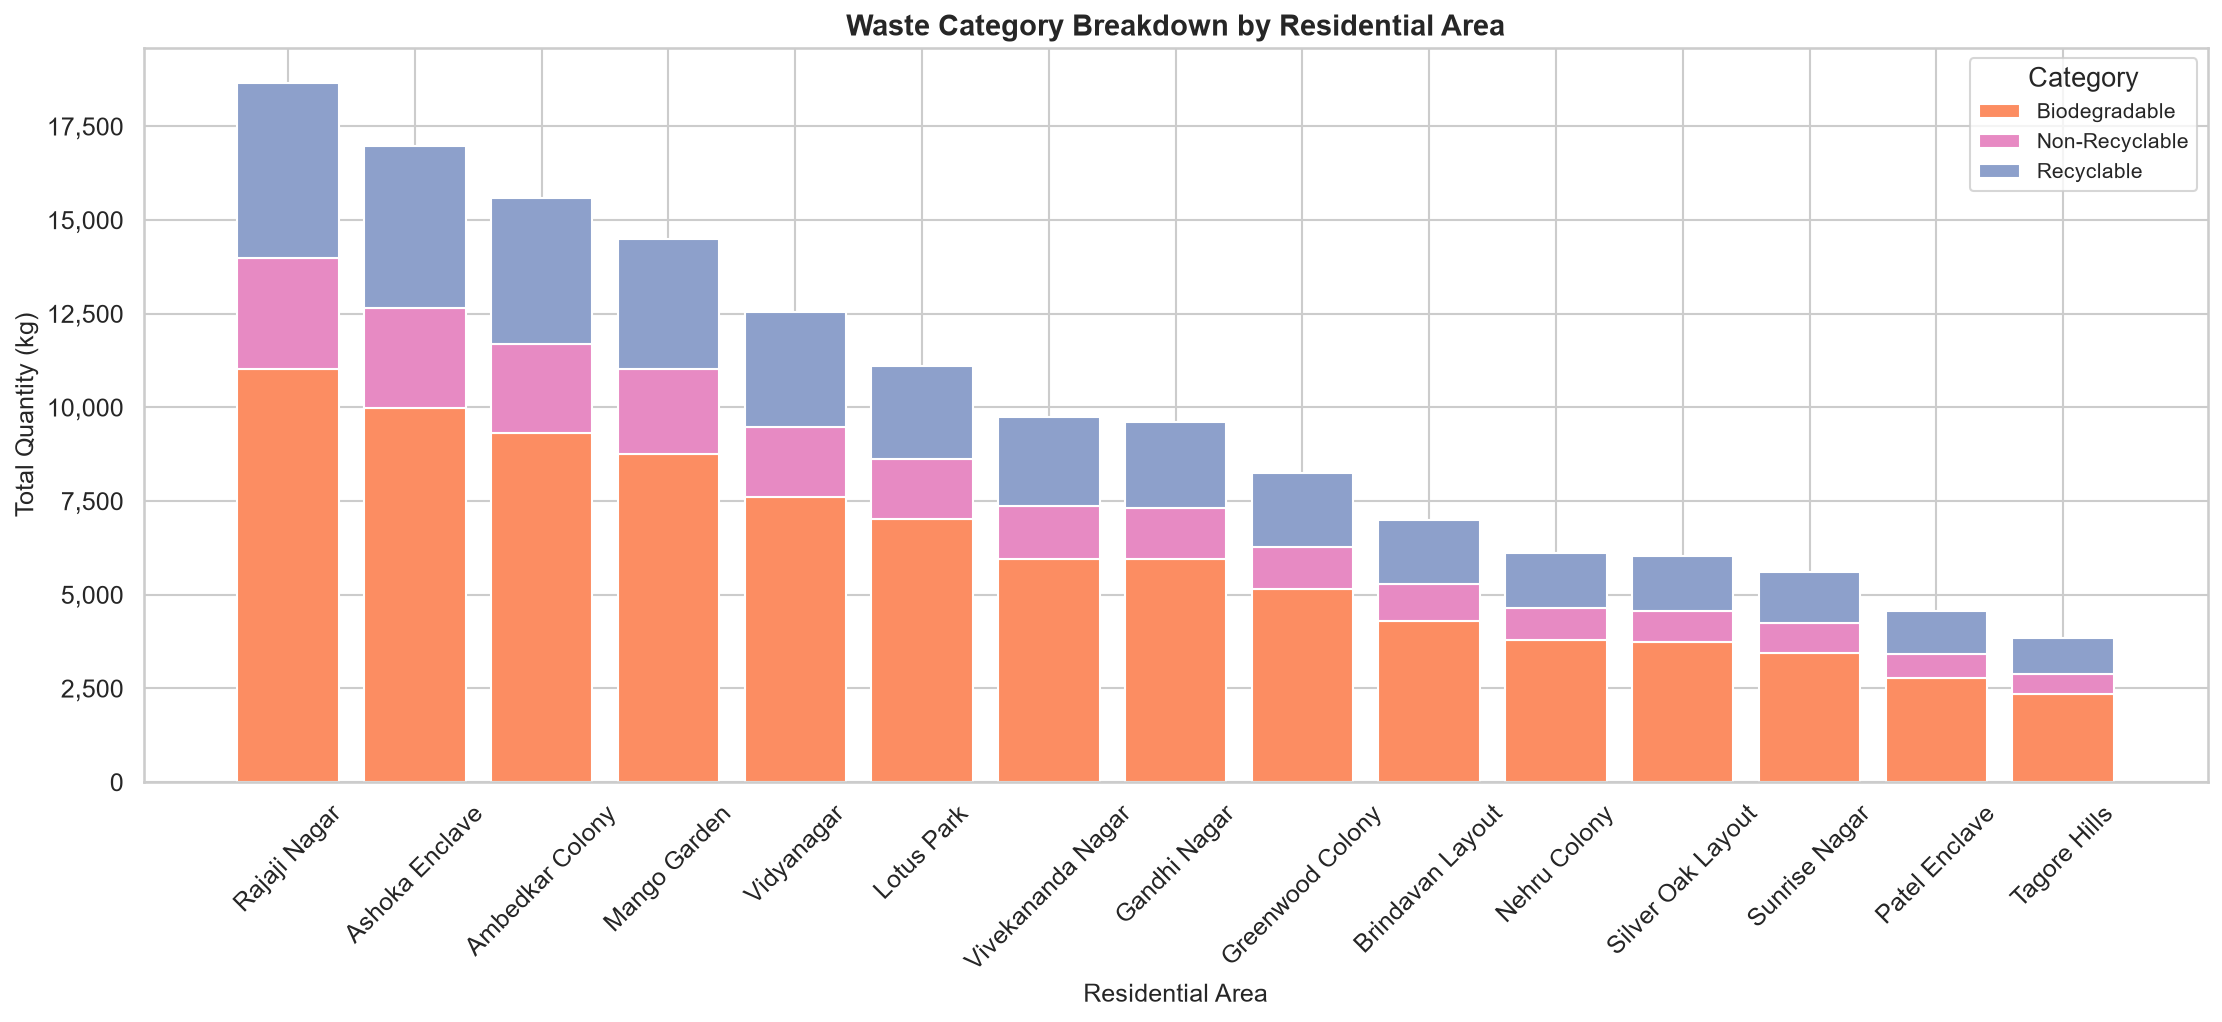 Waste Category Breakdown by Residential Area
Category
Biodegradable
Non-Recyclable
Recyclable
Total Quantity (kg)
17,500
15,000
12,500
10,000
7,500
5,000
2,500
0
Rajaji Nagar
Ashoka Enclave
Ambedkar Colony
Mango Garden
Vidyanagar
Lotus Park
Vivekananda Nagar
Gandhi Nagar
Greenwood Colony
Brindavan Layout
Nehru Colony
Silver Oak Layout
Sunrise Nagar
Patel Enclave
Tagore Hills
Residential Area